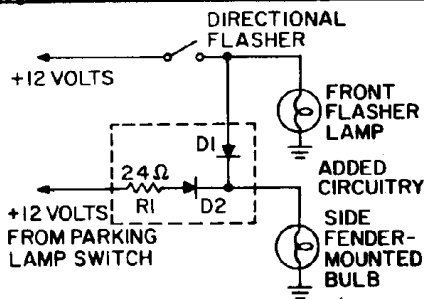 DIRECTIONAL
FLASHER
+12 VOLTS
FRONT
FLASHER
LAMP
D1
24Ω
R1
D2
ADDED
CIRCUITRY
+12 VOLTS
FROM PARKING
LAMP SWITCH
SIDE
FENDER-
MOUNTED
BULB